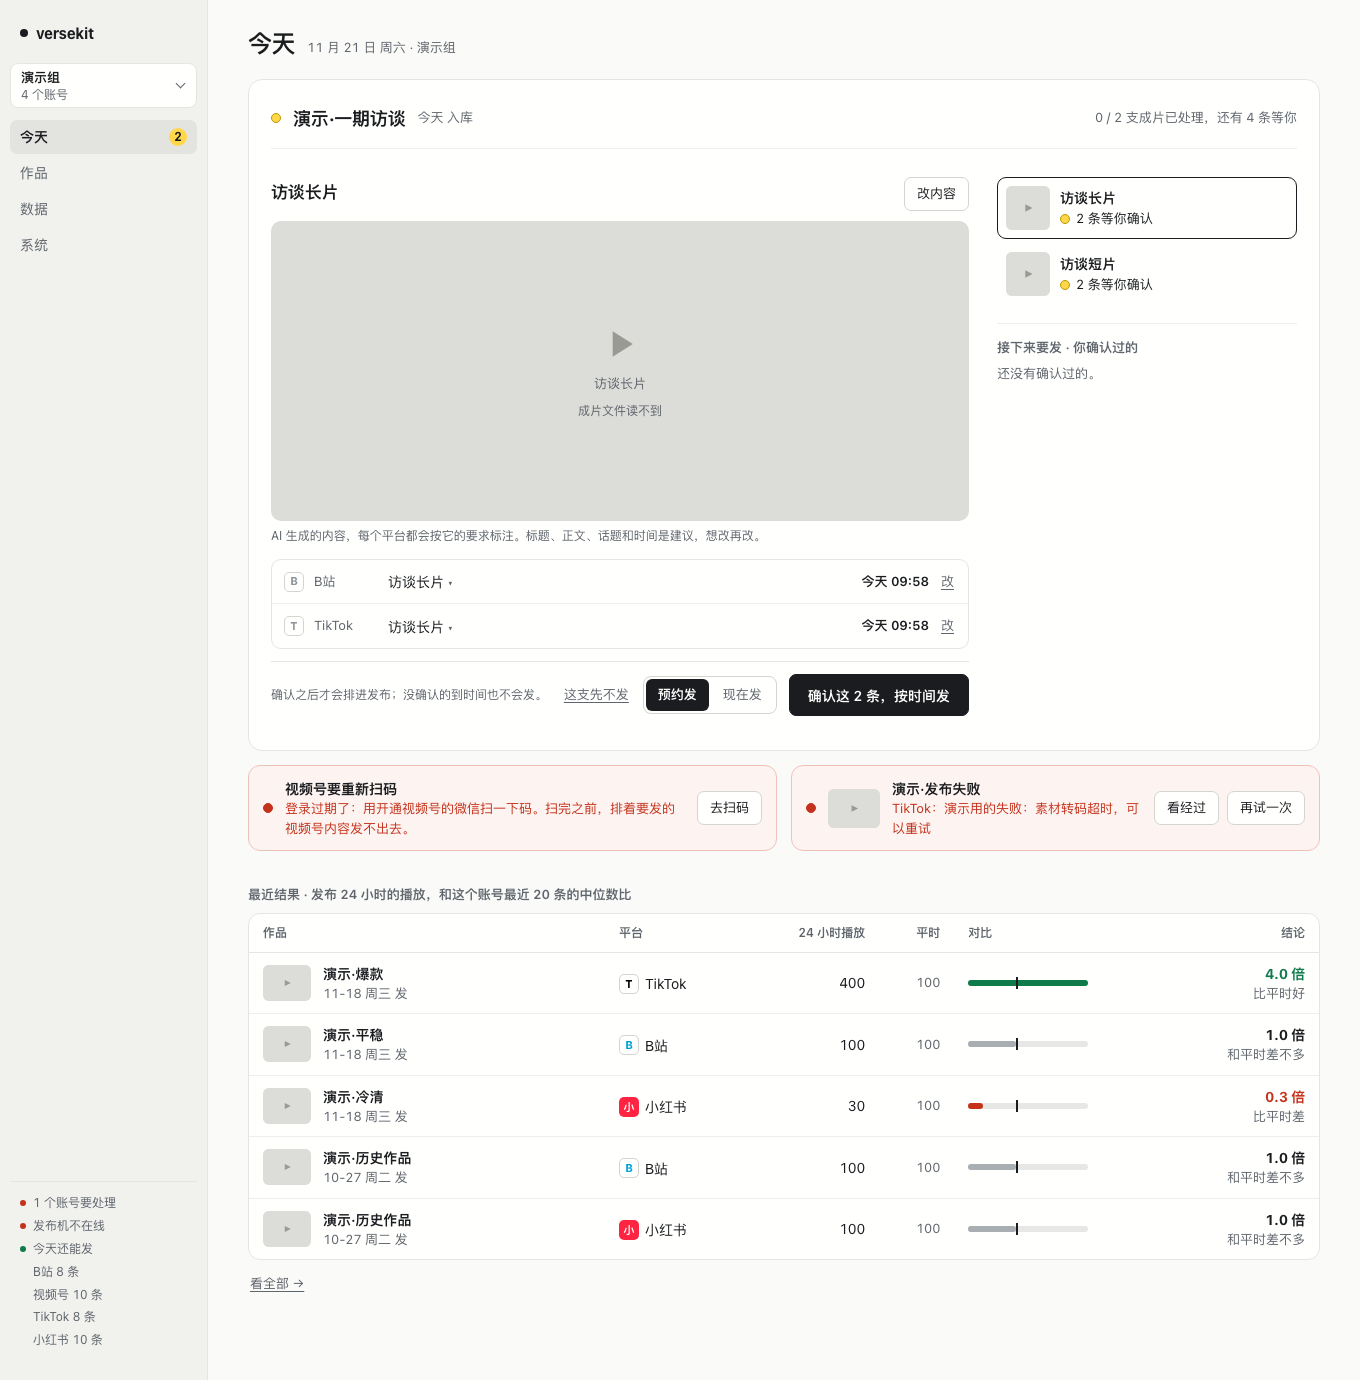 versekit
演示组
4 个账号
今天 2
作品
数据
系统
1 个账号要处理
发布机不在线
今天还能发
B站 8 条
视频号 10 条
TikTok 8 条
小红书 10 条
今天 11 月 21 日 周六 · 演示组
演示·一期访谈 今天 入库 0 / 2 支成片已处理，还有 4 条等你
访谈长片 改内容
访谈长片
成片文件读不到
AI 生成的内容，每个平台都会按它的要求标注。标题、正文、话题和时间是建议，想改再改。
B B站 访谈长片 ▾ 今天 09:58 改
T TikTok 访谈长片 ▾ 今天 09:58 改
确认之后才会排进发布；没确认的到时间也不会发。 这支先不发 预约发 现在发 确认这 2 条，按时间发
访谈长片
2 条等你确认
访谈短片
2 条等你确认
接下来要发 · 你确认过的
还没有确认过的。
视频号要重新扫码
登录过期了：用开通视频号的微信扫一下码。扫完之前，排着要发的
视频号内容发不出去。
去扫码
演示·发布失败
TikTok：演示用的失败：素材转码超时，可
以重试
看经过 再试一次
最近结果 · 发布 24 小时的播放，和这个账号最近 20 条的中位数比
作品 平台 24 小时播放 平时 对比 结论
演示·爆款
11-18 周三 发
T TikTok 400 100
4.0 倍
比平时好
演示·平稳
11-18 周三 发
B B站 100 100
1.0 倍
和平时差不多
演示·冷清
11-18 周三 发
小 小红书 30 100
0.3 倍
比平时差
演示·历史作品
10-27 周二 发
B B站 100 100
1.0 倍
和平时差不多
演示·历史作品
10-27 周二 发
小 小红书 100 100
1.0 倍
和平时差不多
看全部 →